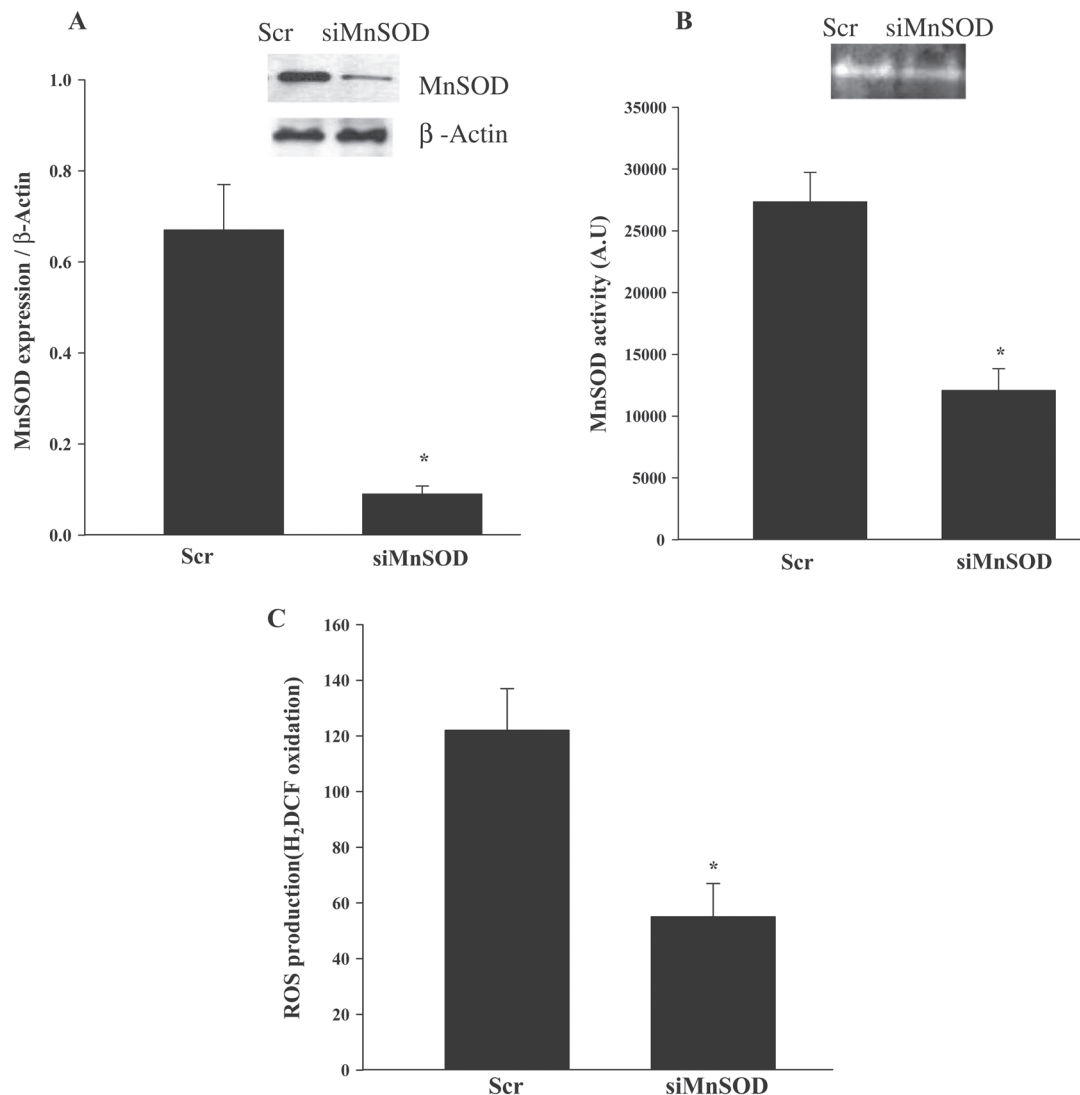 A
Scr siMnSOD
MnSOD
β -Actin
MnSOD expression / β-Actin
1.0
0.8
0.6
0.4
0.2
0.0
*
Scr siMnSOD
B
Scr siMnSOD
MnSOD activity (A.U)
35000
30000
25000
20000
15000
10000
5000
0
*
Scr siMnSOD
C
ROS production(H₂DCF oxidation)
160
140
120
100
80
60
40
20
0
*
Scr siMnSOD